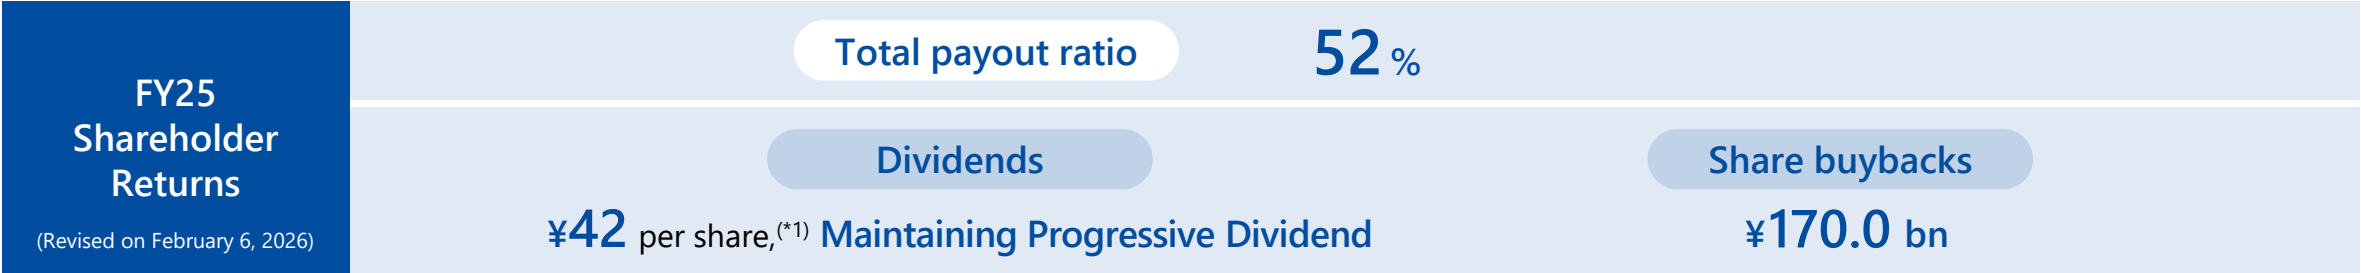 FY25
Shareholder
Returns
(Revised on February 6, 2026)
Total payout ratio 52 %
Dividends
¥42 per share,(*1) Maintaining Progressive Dividend
Share buybacks
¥170.0 bn